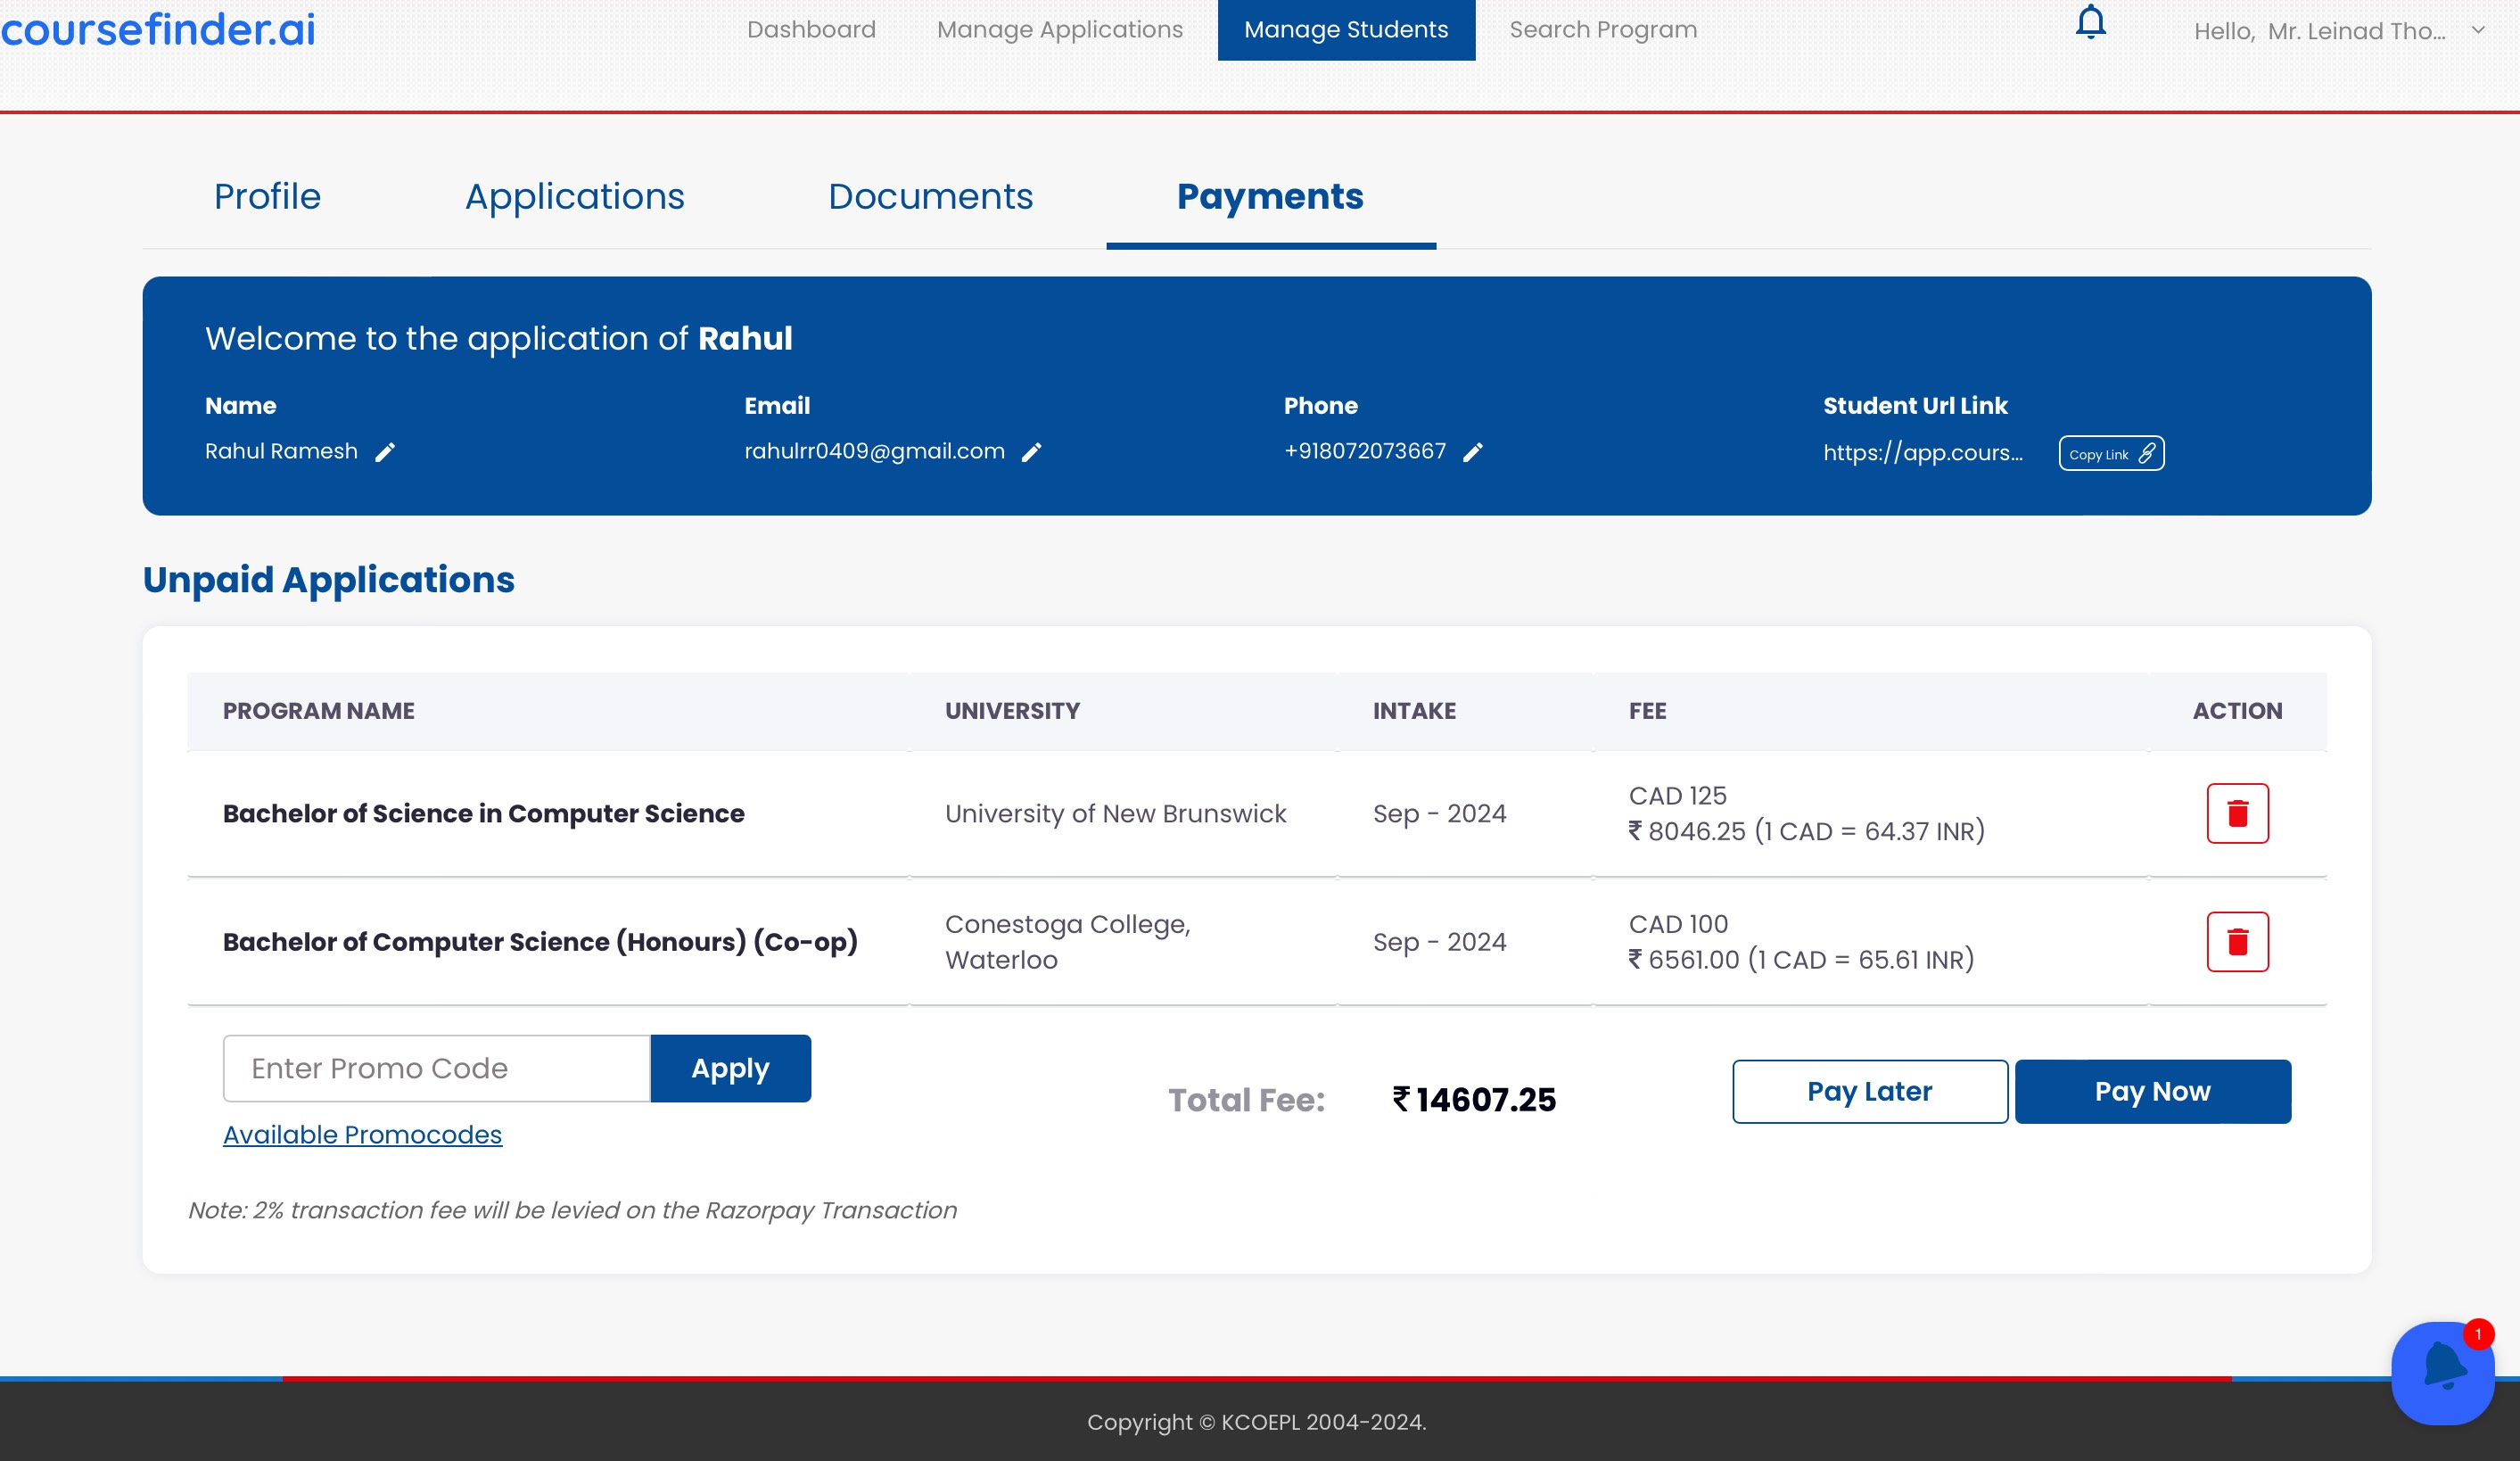 coursefinder.ai
Dashboard
Manage Applications
Manage Students
Search Program
Hello, Mr. Leinad Tho...
Profile
Applications
Documents
Payments
Welcome to the application of Rahul
Name
Email
Phone
Student Url Link
Rahul Ramesh
rahulrr0409@gmail.com
+918072073667
https://app.cours...
Copy Link
Unpaid Applications
PROGRAM NAME
UNIVERSITY
INTAKE
FEE
ACTION
Bachelor of Science in Computer Science
University of New Brunswick
Sep - 2024
CAD 125
₹ 8046.25 (1 CAD = 64.37 INR)
Bachelor of Computer Science (Honours) (Co-op)
Conestoga College,
Waterloo
Sep - 2024
CAD 100
₹ 6561.00 (1 CAD = 65.61 INR)
Enter Promo Code
Apply
Available Promocodes
Total Fee:
₹ 14607.25
Pay Later
Pay Now
Note: 2% transaction fee will be levied on the Razorpay Transaction
1
Copyright © KCOEPL 2004-2024.